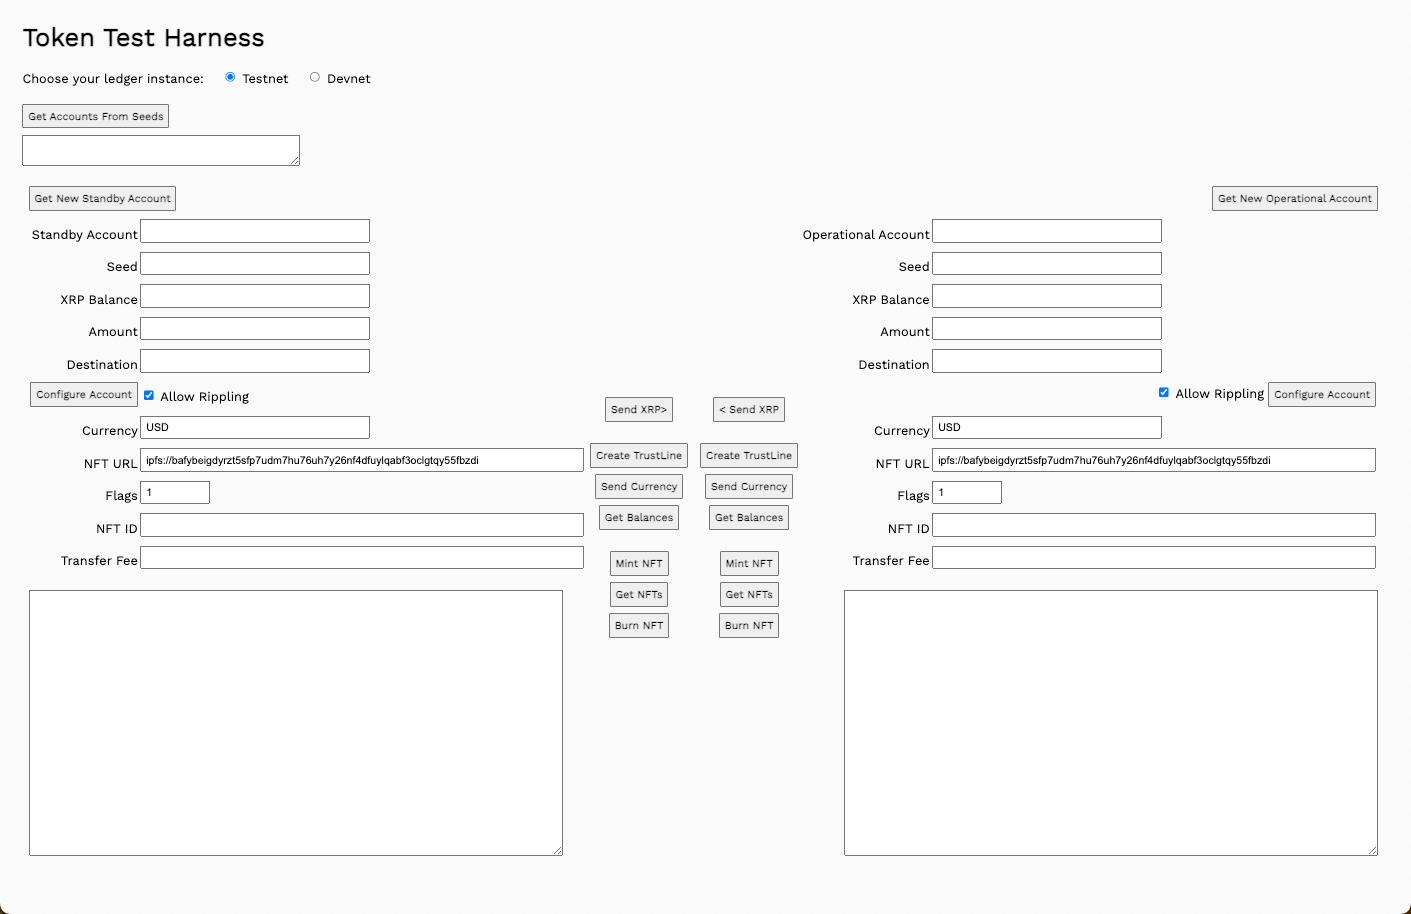 Token Test Harness
Choose your ledger instance: Testnet Devnet
Get Accounts From Seeds
Get New Standby Account
Get New Operational Account
Standby Account
Operational Account
Seed
Seed
XRP Balance
XRP Balance
Amount
Amount
Destination
Destination
Configure Account Allow Rippling
Allow Rippling Configure Account
Send XRP>
< Send XRP
Currency USD
Currency USD
NFT URL ipfs://bafybeigdyrzt5sfp7udm7hu76uh7y26nf4dfuylqabf3oclgtqy55fbzdi
Create TrustLine
Create TrustLine
NFT URL ipfs://bafybeigdyrzt5sfp7udm7hu76uh7y26nf4dfuylqabf3oclgtqy55fbzdi
Flags 1
Send Currency
Send Currency
Flags 1
NFT ID
Get Balances
Get Balances
NFT ID
Transfer Fee
Mint NFT
Mint NFT
Transfer Fee
Get NFTs
Get NFTs
Burn NFT
Burn NFT